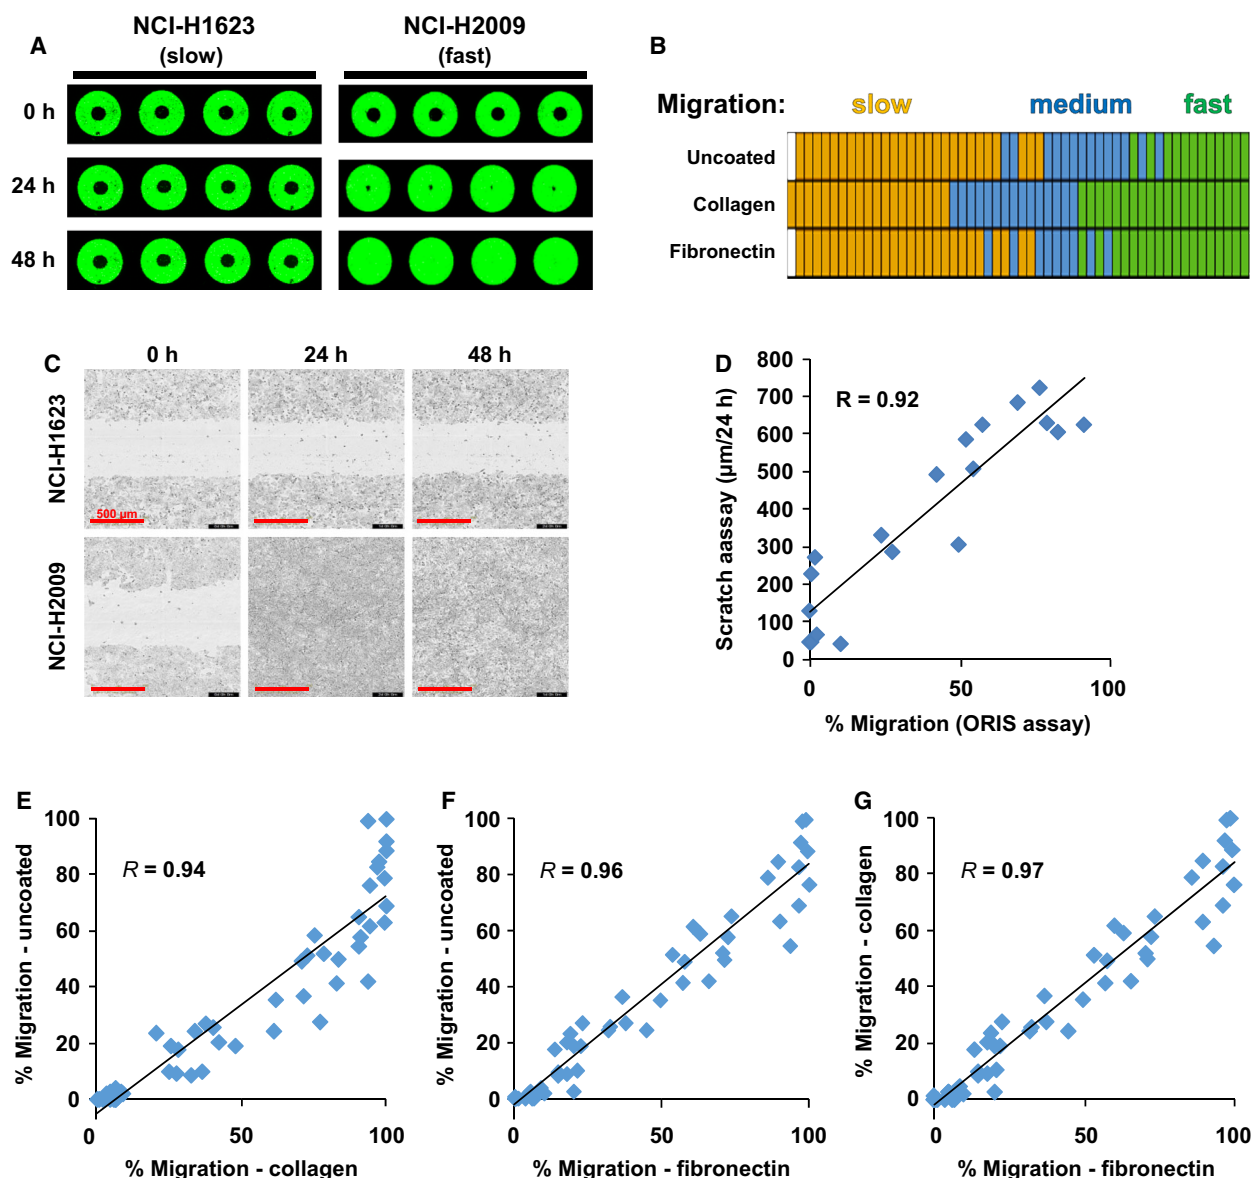 A
NCI-H1623
(slow)
NCI-H2009
(fast)
0 h
24 h
48 h
B
Migration: slow medium fast
Uncoated
Collagen
Fibronectin
C
0 h 24 h 48 h
NCI-H1623
500 µm
NCI-H2009
D
R = 0.92
Scratch aassay (µm/24 h)
800
700
600
500
400
300
200
100
0
0 50 100
% Migration (ORIS assay)
E
R = 0.94
% Migration - uncoated
100
80
60
40
20
0
0 50 100
% Migration - collagen
F
R = 0.96
% Migration - uncoated
100
80
60
40
20
0
0 50 100
% Migration - fibronectin
G
R = 0.97
% Migration - collagen
100
80
60
40
20
0
0 50 100
% Migration - fibronectin